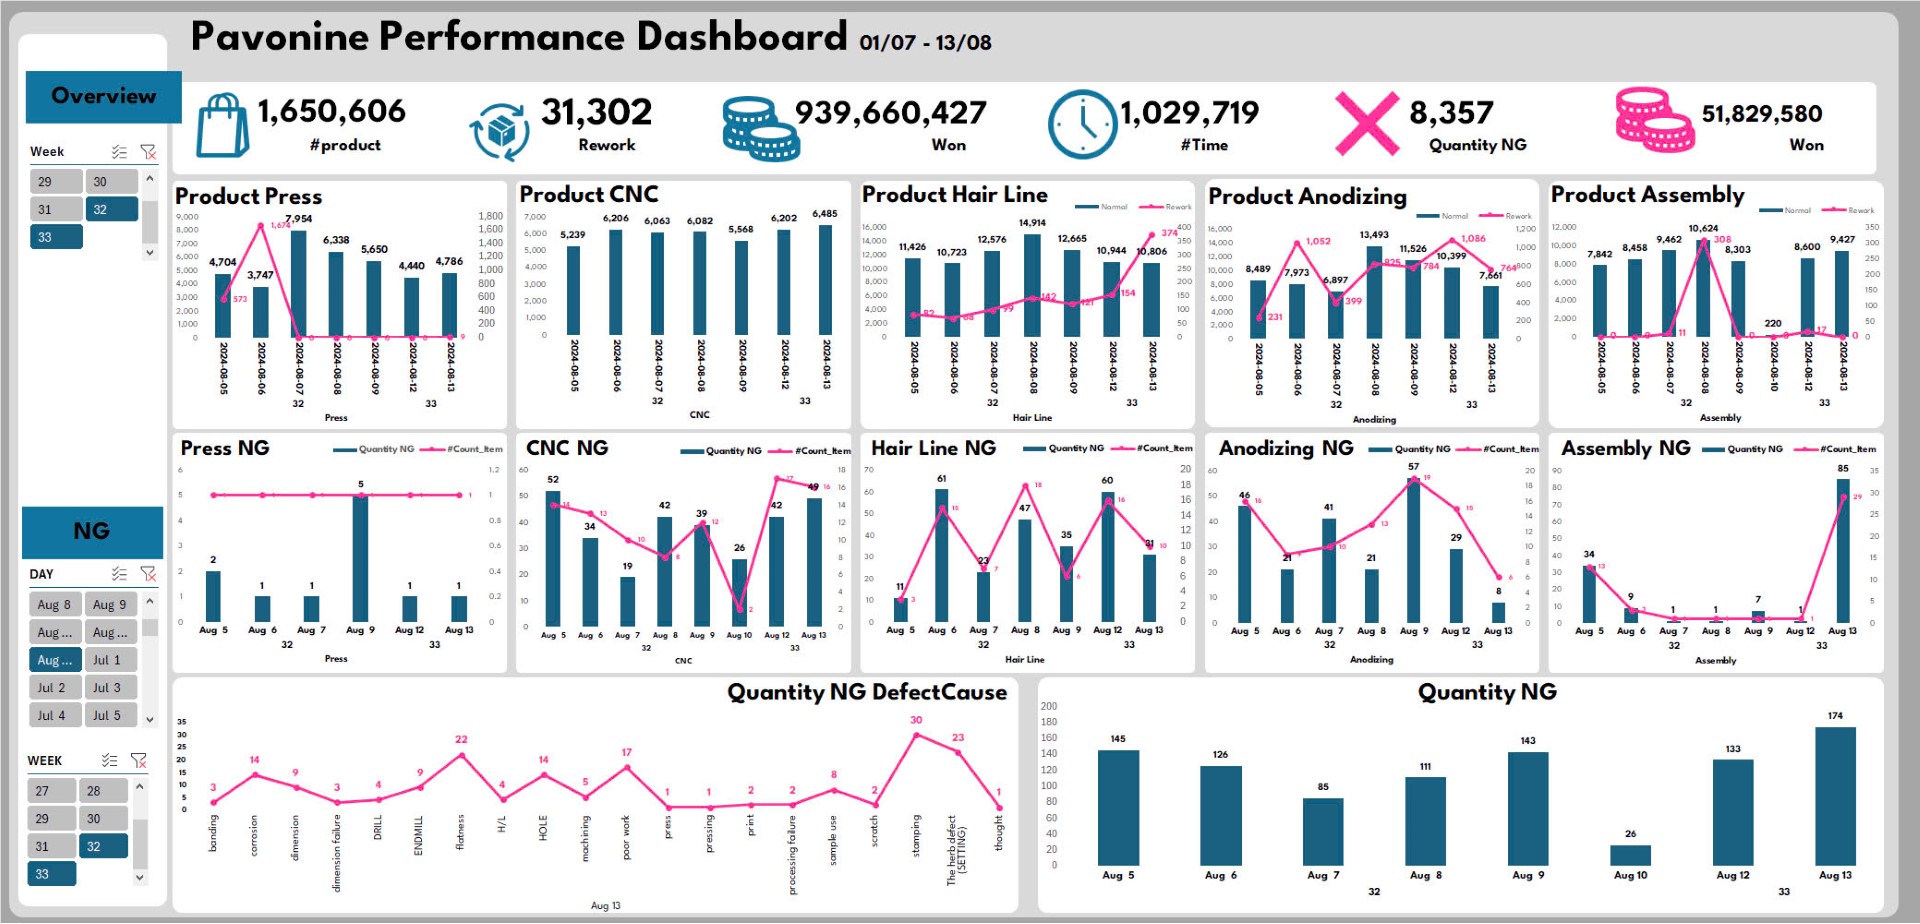 Pavonine Performance Dashboard 01/07 - 13/08
Overview
1,650,606
#product
31,302
Rework
939,660,427
Won
1,029,719
#Time
8,357
Quantity NG
51,829,580
Won
Week
29 30
31 32
33
Product Press
9,000
8,000
7,000
6,000
5,000
4,000
3,000
2,000
1,000
0
4,704 3,747 7,954 6,338 5,650 4,440 4,786
573 1,674 0 0 0 0 9
1,800
1,600
1,400
1,200
1,000
800
600
400
200
0
2024-08-05 2024-08-06 2024-08-07 2024-08-08 2024-08-09 2024-08-12 2024-08-13
32 33
Press
Product CNC
7,000
6,000
5,000
4,000
3,000
2,000
1,000
0
5,239 6,206 6,063 6,082 5,568 6,202 6,485
2024-08-05 2024-08-06 2024-08-07 2024-08-08 2024-08-09 2024-08-12 2024-08-13
32 33
CNC
Product Hair Line
Normal Rework
16,000
14,000
12,000
10,000
8,000
6,000
4,000
2,000
0
11,426 10,723 12,576 14,914 12,665 10,944 10,806
82 68 99 142 121 154 374
400
350
300
250
200
150
100
50
0
2024-08-05 2024-08-06 2024-08-07 2024-08-08 2024-08-09 2024-08-12 2024-08-13
32 33
Hair Line
Product Anodizing
Normal Rework
16,000
14,000
12,000
10,000
8,000
6,000
4,000
2,000
0
8,489 7,973 6,897 13,493 11,526 10,399 7,661
231 1,052 399 825 784 1,086 764
1,200
1,000
800
600
400
200
0
2024-08-05 2024-08-06 2024-08-07 2024-08-08 2024-08-09 2024-08-12 2024-08-13
32 33
Anodizing
Product Assembly
Normal Rework
12,000
10,000
8,000
6,000
4,000
2,000
0
7,842 8,458 9,462 10,624 8,303 220 8,600 9,427
0 0 11 308 0 0 17 0
350
300
250
200
150
100
50
0
2024-08-05 2024-08-06 2024-08-07 2024-08-08 2024-08-09 2024-08-10 2024-08-12 2024-08-13
32 33
Assembly
NG
DAY
Aug 8 Aug 9
Aug ... Aug ...
Aug ... Jul 1
Jul 2 Jul 3
Jul 4 Jul 5
WEEK
27 28
29 30
31 32
33
Press NG
Quantity NG #Count_Item
6
5
4
3
2
1
0
2 1 1 5 1 1
1
1.2
1
0.8
0.6
0.4
0.2
0
Aug 5 Aug 6 Aug 7 Aug 9 Aug 12 Aug 13
32 33
Press
CNC NG
Quantity NG #Count_Item
60
50
40
30
20
10
0
52 34 19 42 39 26 42 49
14 13 10 8 12 2 17 16
18
16
14
12
10
8
6
4
2
0
Aug 5 Aug 6 Aug 7 Aug 8 Aug 9 Aug 10 Aug 12 Aug 13
32 33
CNC
Hair Line NG
Quantity NG #Count_Item
70
60
50
40
30
20
10
0
11 61 23 47 35 60 31
3 15 7 18 6 16 10
20
18
16
14
12
10
8
6
4
2
0
Aug 5 Aug 6 Aug 7 Aug 8 Aug 9 Aug 12 Aug 13
32 33
Hair Line
Anodizing NG
Quantity NG #Count_Item
60
50
40
30
20
10
0
46 21 41 21 57 29 8
16 9 10 13 19 15 6
20
18
16
14
12
10
8
6
4
2
0
Aug 5 Aug 6 Aug 7 Aug 8 Aug 9 Aug 12 Aug 13
32 33
Anodizing
Assembly NG
Quantity NG #Count_Item
90
80
70
60
50
40
30
20
10
0
34 9 1 1 7 1 85
13 3 1 29
35
30
25
20
15
10
5
0
Aug 5 Aug 6 Aug 7 Aug 8 Aug 9 Aug 12 Aug 13
32 33
Assembly
Quantity NG DefectCause
35
30
25
20
15
10
5
0
3 14 9 3 4 9 22 4 14 5 17 1 1 2 2 8 2 30 23 1
banding
corrosion
dimension
dimension failure
DRILL
ENDMILL
flatness
H/L
HOLE
machining
poor work
press
pressing
print
processing failure
sample use
scratch
stamping
The herb defect
(SETTING)
thought
Aug 13
Quantity NG
200
180
160
140
120
100
80
60
40
20
0
145 126 85 111 143 26 133 174
Aug 5 Aug 6 Aug 7 Aug 8 Aug 9 Aug 10 Aug 12 Aug 13
32 33